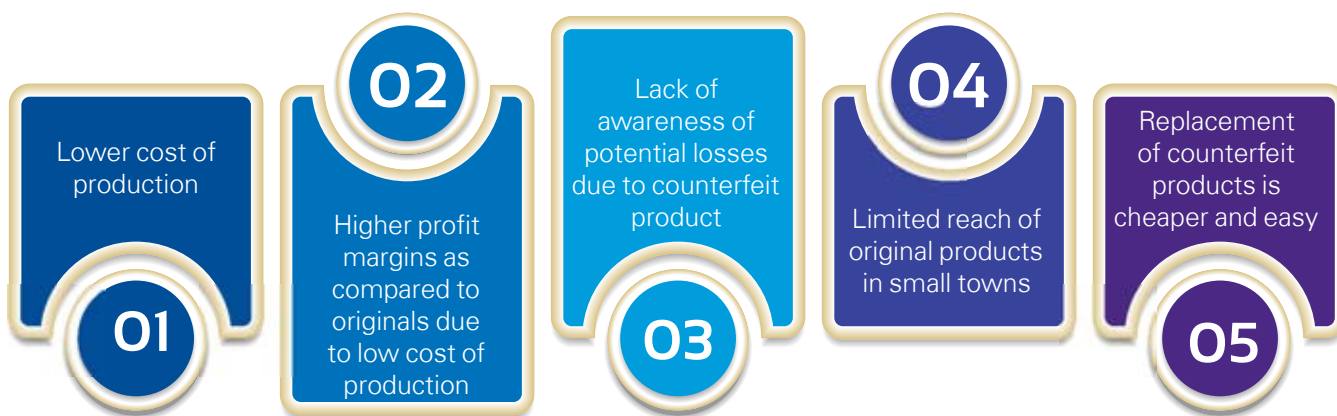 Lower cost of
production
01
02
Higher profit
margins as
compared to
originals due
to low cost of
production
Lack of
awareness of
potential losses
due to counterfeit
product
03
04
Limited reach of
original products
in small towns
Replacement
of counterfeit
products is
cheaper and easy
05